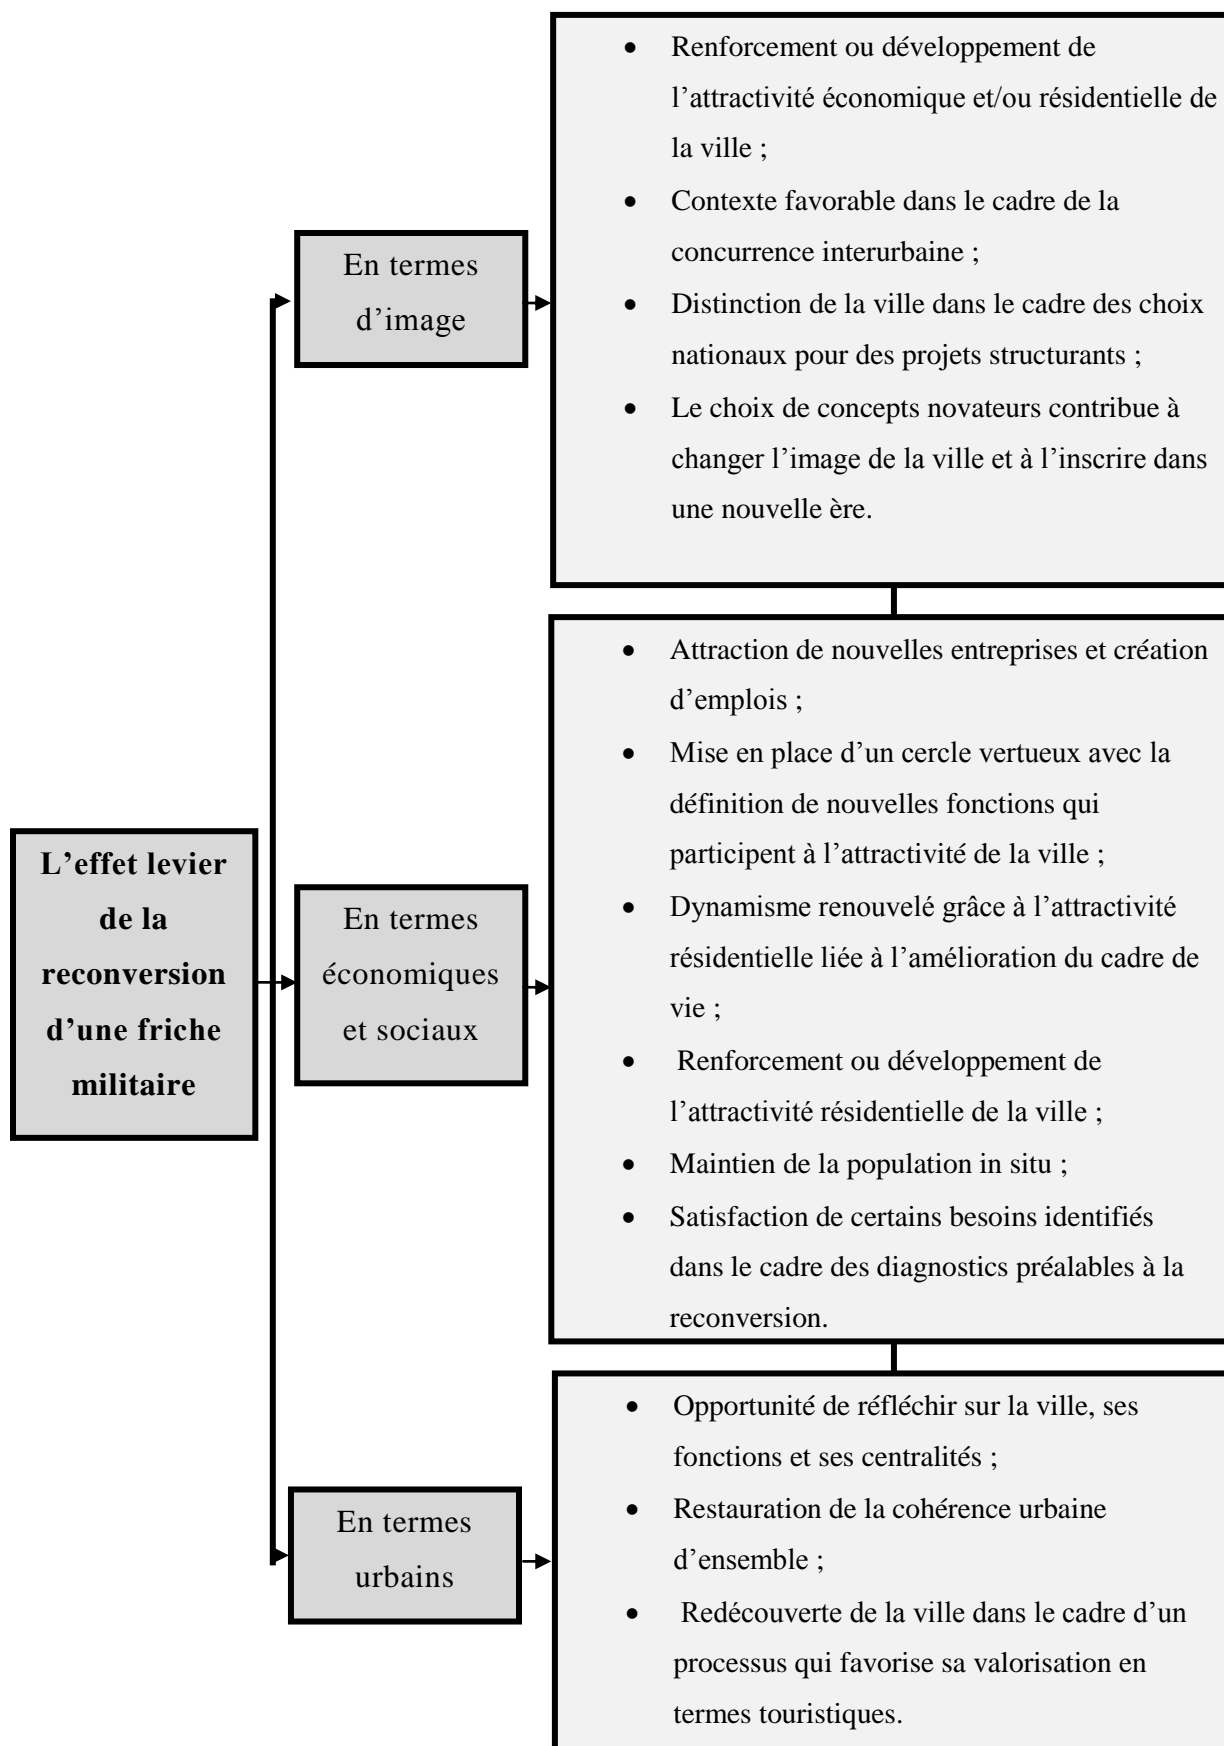 L’effet levier
de la
reconversion
d’une friche
militaire
En termes
d’image
• Renforcement ou développement de
l’attractivité économique et/ou résidentielle de
la ville ;
• Contexte favorable dans le cadre de la
concurrence interurbaine ;
• Distinction de la ville dans le cadre des choix
nationaux pour des projets structurants ;
• Le choix de concepts novateurs contribue à
changer l’image de la ville et à l’inscrire dans
une nouvelle ère.
En termes
économiques
et sociaux
• Attraction de nouvelles entreprises et création
d’emplois ;
• Mise en place d’un cercle vertueux avec la
définition de nouvelles fonctions qui
participent à l’attractivité de la ville ;
• Dynamisme renouvelé grâce à l’attractivité
résidentielle liée à l’amélioration du cadre de
vie ;
• Renforcement ou développement de
l’attractivité résidentielle de la ville ;
• Maintien de la population in situ ;
• Satisfaction de certains besoins identifiés
dans le cadre des diagnostics préalables à la
reconversion.
En termes
urbains
• Opportunité de réfléchir sur la ville, ses
fonctions et ses centralités ;
• Restauration de la cohérence urbaine
d’ensemble ;
• Redécouverte de la ville dans le cadre d’un
processus qui favorise sa valorisation en
termes touristiques.